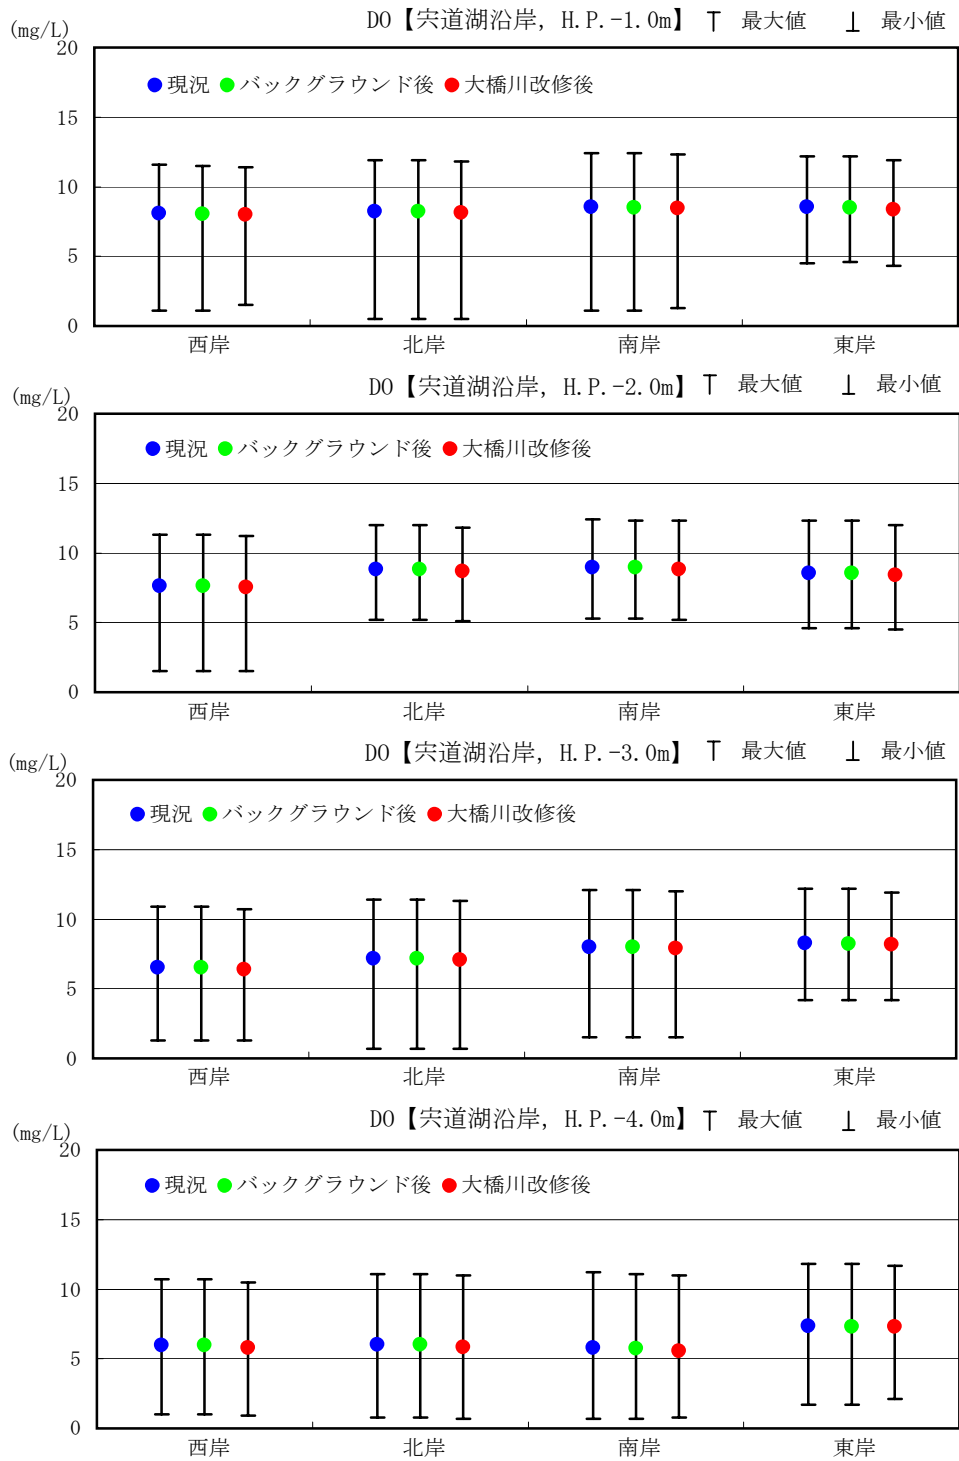 DO【宍道湖沿岸, H.P.-1.0m】 最大値 最小値
(mg/L)
20
● 現況 ● バックグラウンド後 ● 大橋川改修後
15
10
5
0
西岸 北岸 南岸 東岸
DO【宍道湖沿岸, H.P.-2.0m】 最大値 最小値
(mg/L)
20
● 現況 ● バックグラウンド後 ● 大橋川改修後
15
10
5
0
西岸 北岸 南岸 東岸
DO【宍道湖沿岸, H.P.-3.0m】 最大値 最小値
(mg/L)
20
● 現況 ● バックグラウンド後 ● 大橋川改修後
15
10
5
0
西岸 北岸 南岸 東岸
DO【宍道湖沿岸, H.P.-4.0m】 最大値 最小値
(mg/L)
20
● 現況 ● バックグラウンド後 ● 大橋川改修後
15
10
5
0
西岸 北岸 南岸 東岸